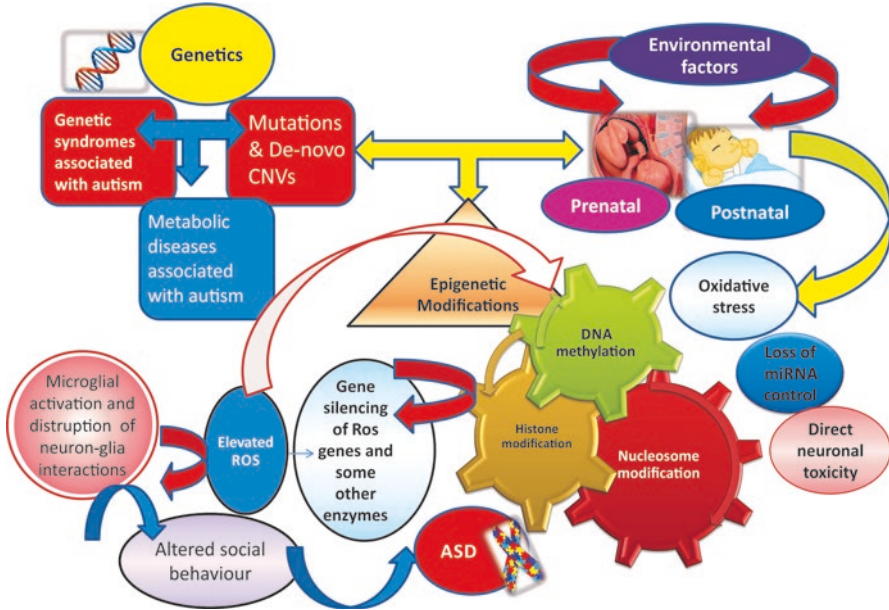 Genetics
Environmental
factors
Genetic
syndromes
associated
with autism
Mutations
& De-novo
CNVs
Prenatal
Postnatal
Metabolic
diseases
associated
with autism
Epigenetic
Modifications
Oxidative
stress
DNA
methylation
Loss of
miRNA
control
Microglial
activation and
distruption of
neuron-glia
interactions
Elevated
ROS
Gene
silencing
of Ros
genes and
some
other
enzymes
Histone
modification
Nucleosome
modification
Direct
neuronal
toxicity
Altered social
behaviour
ASD